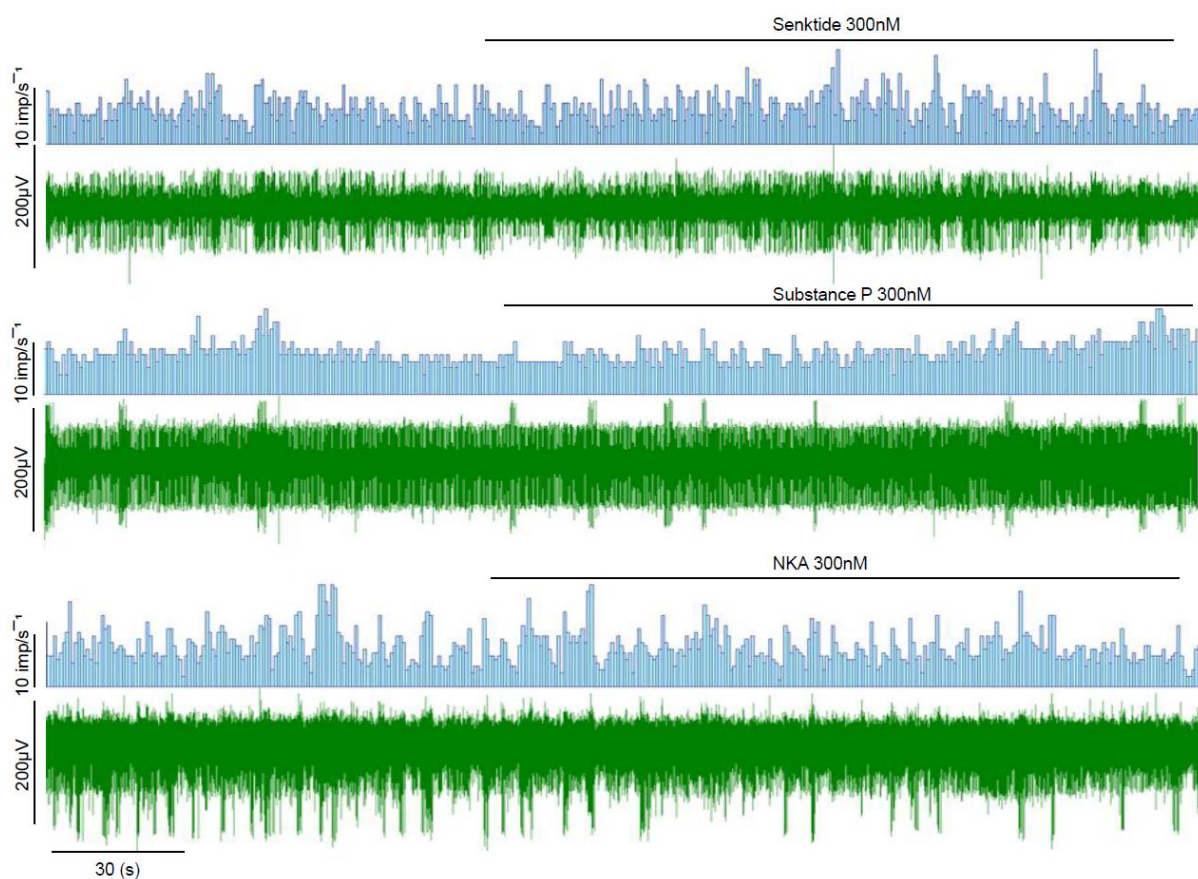 Senktide 300nM
10 imp/s⁻¹
200µV
Substance P 300nM
10 imp/s⁻¹
200µV
NKA 300nM
10 imp/s⁻¹
200µV
30 (s)